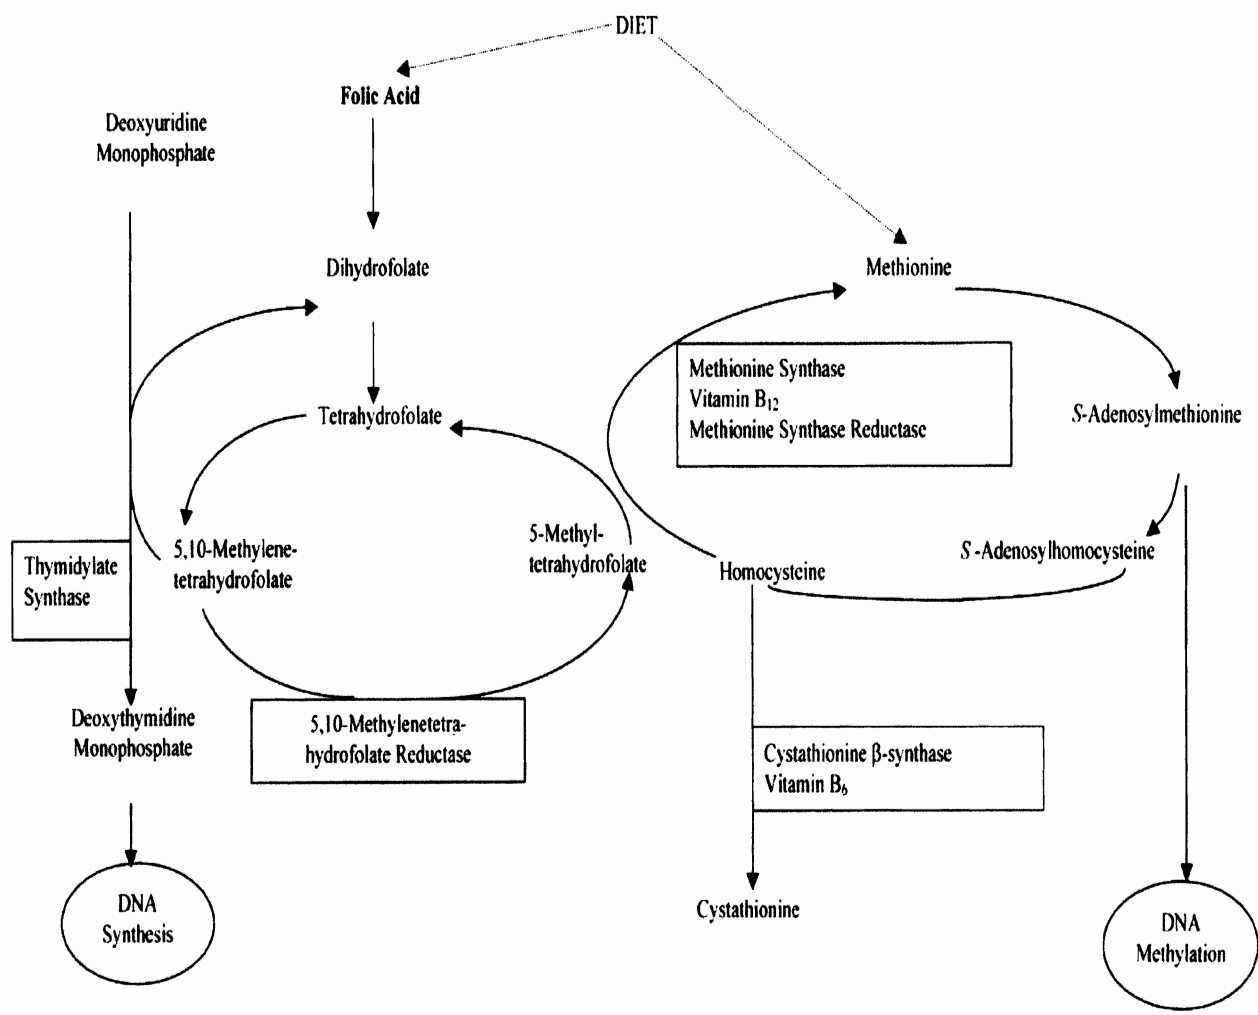 DIET
Folic Acid
Deoxyuridine
Monophosphate
Dihydrofolate
Methionine
Methionine Synthase
Vitamin B12
Methionine Synthase Reductase
Tetrahydrofolate
S-Adenosylmethionine
5,10-Methylene-
tetrahydrofolate
5-Methyl-
tetrahydrofolate
Homocysteine
S-Adenosylhomocysteine
Thymidylate
Synthase
Deoxythymidine
Monophosphate
5,10-Methylenetetra-
hydrofolate Reductase
Cystathionine β-synthase
Vitamin B6
Cystathionine
DNA
Synthesis
DNA
Methylation